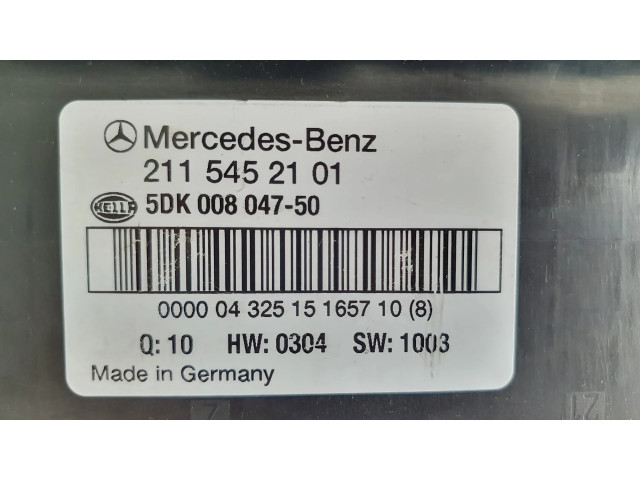 Mercedes-Benz
211 545 21 01
HELLA 5DK 008 047-50
0000 04 325 15 1657 10 (8)
Q: 10 HW: 0304 SW: 1003
Made in Germany
21